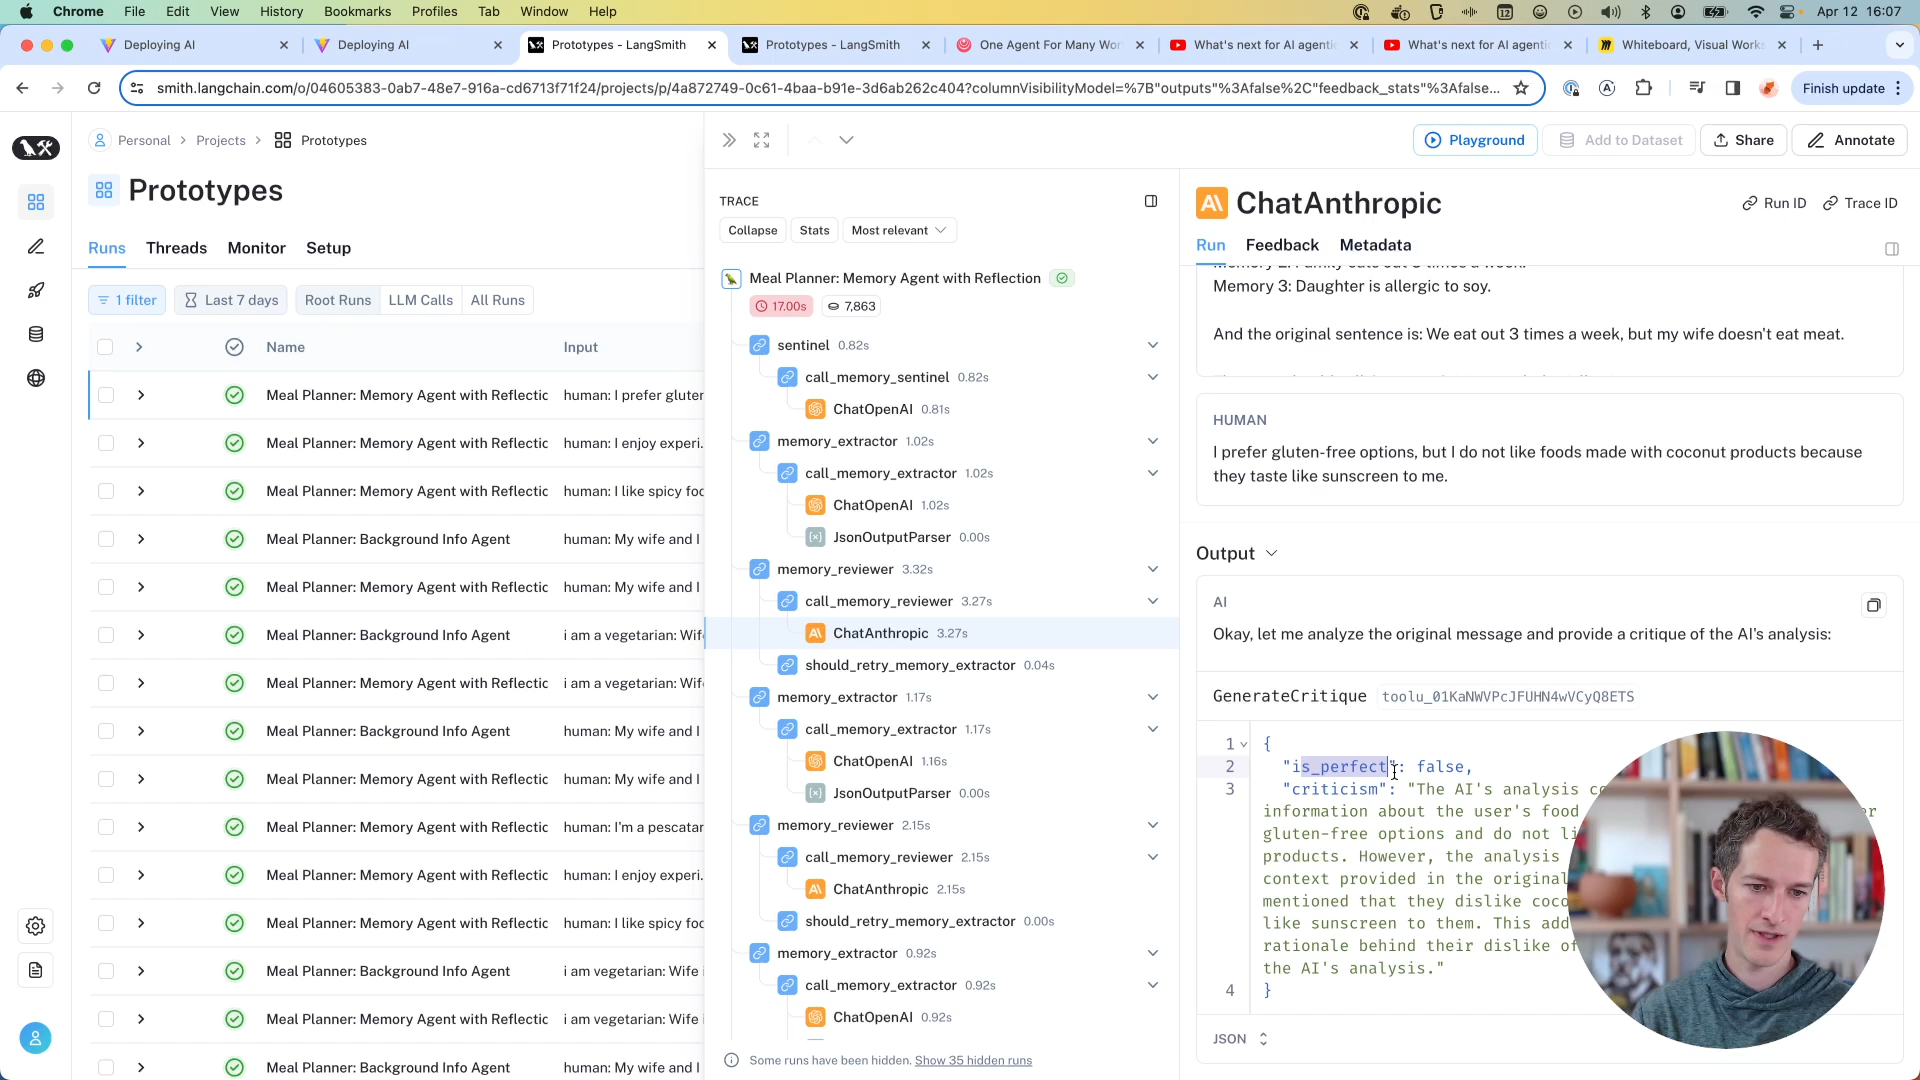 Chrome File Edit View History Bookmarks Profiles Tab Window Help
12
Apr 12 16:07
Deploying AI
Deploying AI
Prototypes - LangSmith
Prototypes - LangSmith
One Agent For Many Wor
What's next for AI agenti
What's next for AI agenti
Whiteboard, Visual Works
smith.langchain.com/o/04605383-0ab7-48e7-916a-cd6713f71f24/projects/p/4a872749-0c61-4baa-b91e-3d6ab262c404?columnVisibilityModel=%7B"outputs"%3Afalse%2C"feedback_stats"%3Afalse...
Finish update
Personal > Projects > Prototypes
Prototypes
Runs Threads Monitor Setup
1 filter Last 7 days Root Runs LLM Calls All Runs
Name Input
Meal Planner: Memory Agent with Reflectic human: I prefer gluter
Meal Planner: Memory Agent with Reflectic human: I enjoy experi.
Meal Planner: Memory Agent with Reflectic human: I like spicy foc
Meal Planner: Background Info Agent human: My wife and I
Meal Planner: Memory Agent with Reflectic human: My wife and I
Meal Planner: Background Info Agent i am a vegetarian: Wif
Meal Planner: Memory Agent with Reflectic i am a vegetarian: Wif
Meal Planner: Background Info Agent human: My wife and I
Meal Planner: Memory Agent with Reflectic human: My wife and I
Meal Planner: Memory Agent with Reflectic human: I'm a pescatar
Meal Planner: Memory Agent with Reflectic human: I enjoy experi.
Meal Planner: Memory Agent with Reflectic human: I like spicy foc
Meal Planner: Background Info Agent i am vegetarian: Wife i
Meal Planner: Memory Agent with Reflectic i am vegetarian: Wife i
Meal Planner: Background Info Agent human: My wife and I
Playground Add to Dataset Share Annotate
TRACE
Collapse Stats Most relevant
Meal Planner: Memory Agent with Reflection
17.00s 7,863
sentinel 0.82s
call_memory_sentinel 0.82s
ChatOpenAI 0.81s
memory_extractor 1.02s
call_memory_extractor 1.02s
ChatOpenAI 1.02s
JsonOutputParser 0.00s
memory_reviewer 3.32s
call_memory_reviewer 3.27s
ChatAnthropic 3.27s
should_retry_memory_extractor 0.04s
memory_extractor 1.17s
call_memory_extractor 1.17s
ChatOpenAI 1.16s
JsonOutputParser 0.00s
memory_reviewer 2.15s
call_memory_reviewer 2.15s
ChatAnthropic 2.15s
should_retry_memory_extractor 0.00s
memory_extractor 0.92s
call_memory_extractor 0.92s
ChatOpenAI 0.92s
Some runs have been hidden. Show 35 hidden runs
ChatAnthropic
Run ID Trace ID
Run Feedback Metadata
Memory 2: Family eats out 3 times a week.
Memory 3: Daughter is allergic to soy.
And the original sentence is: We eat out 3 times a week, but my wife doesn't eat meat.
HUMAN
I prefer gluten-free options, but I do not like foods made with coconut products because
they taste like sunscreen to me.
Output
AI
Okay, let me analyze the original message and provide a critique of the AI's analysis:
GenerateCritique toolu_01KaNWVPcJFUHN4wVCyQ8ETS
1 {
2 "is_perfect": false,
3 "criticism": "The AI's analysis co
information about the user's food er
gluten-free options and do not li
products. However, the analysis
context provided in the original
mentioned that they dislike coco
like sunscreen to them. This add
rationale behind their dislike of
the AI's analysis."
4 }
JSON